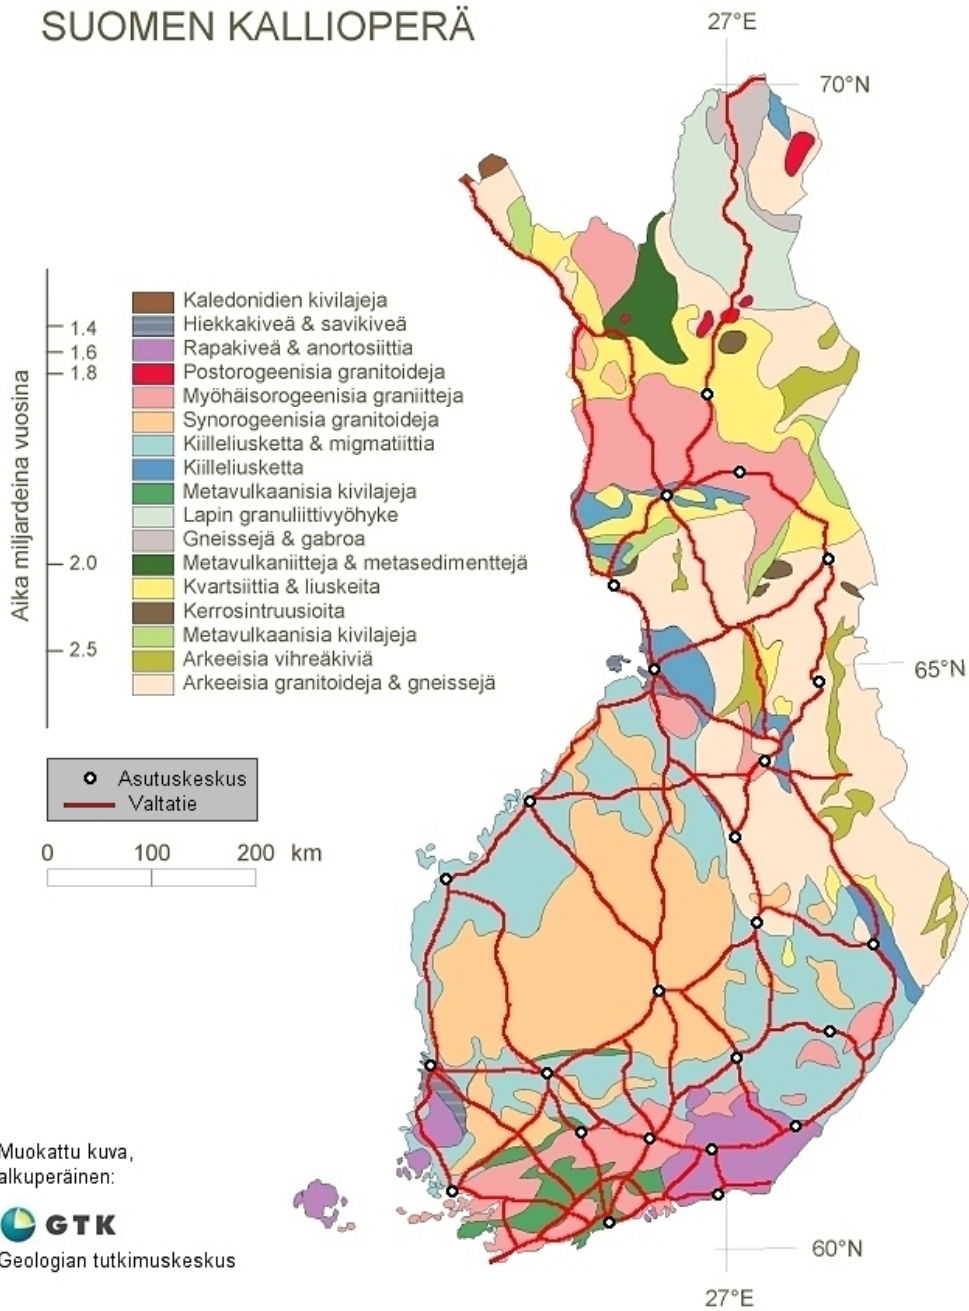 SUOMEN KALLIOPERÄ
27°E
70°N
Kaledonidien kivilajeja
Hiekkakiveä & savikiveä
Rapakiveä & anortosiittia
Postorogeenisia granitoideja
Myöhäisorogeenisia graniitteja
Synorogeenisia granitoideja
Kiilleliusketta & migmatiittia
Kiilleliusketta
Metavulkaanisia kivilajeja
Lapin granuliittivyöhyke
Gneissejä & gabroa
Metavulkaniitteja & metasedimenttejä
Kvartsiittia & liuskeita
Kerrosintruusioita
Metavulkaanisia kivilajeja
Arkeeisia vihreäkiviä
Arkeeisia granitoideja & gneissejä
1.4
1.6
1.8
2.0
2.5
Aika miljardeina vuosina
65°N
Asutuskeskus
Valtatie
0 100 200 km
Muokattu kuva,
alkuperäinen:
GTK
Geologian tutkimuskeskus
60°N
27°E